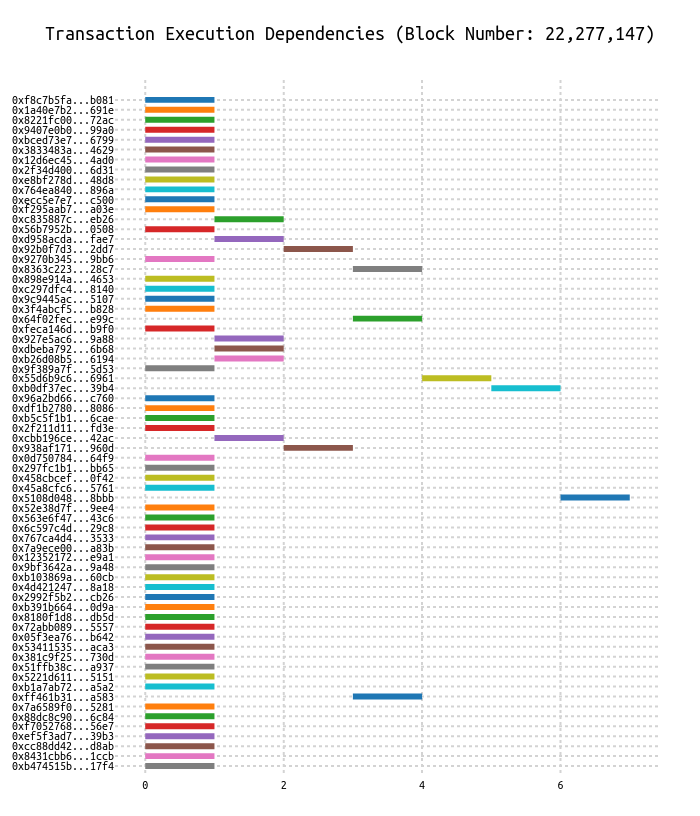 Transaction Execution Dependencies (Block Number: 22,277,147)
0xf8c7b5fa...b081
0x1a40e7b2...691e
0x8221fc00...72ac
0x9407e0b0...99a0
0xbced73e7...6799
0x3833483a...4629
0x12d6ec45...4ad0
0x2f34d400...6d31
0xe8bf278d...48d8
0x764ea840...896a
0xecc5e7e7...c500
0xf295aab7...a03e
0xc835887c...eb26
0x56b7952b...0508
0xd958acda...fae7
0x92b0f7d3...2dd7
0x9270b345...9bb6
0x8363c223...28c7
0x898e914a...4653
0xc297dfc4...8140
0x9c9445ac...5107
0x3f4abcf5...b828
0x64f02fec...e99c
0xfeca146d...b9f0
0x927e5ac6...9a88
0xdbeba792...6b68
0xb26d08b5...6194
0x9f389a7f...5d53
0x55d6b9c6...6961
0xb0df37ec...39b4
0x96a2bd66...c760
0xdf1b2780...8086
0xb5c5f1b1...6cae
0x2f211d11...fd3e
0xcbb196ce...42ac
0x938af171...960d
0x0d750784...64f9
0x297fc1b1...bb65
0x458cbcef...0f42
0x45a8cfc6...5761
0x5108d048...8bbb
0x52e38d7f...9ee4
0x563e6f47...43c6
0x6c597c4d...29c8
0x767ca4d4...3533
0x7a9ece00...a83b
0x12352172...e9a1
0x9bf3642a...9a48
0xb103869a...60cb
0x4d421247...8a18
0x2992f5b2...cb26
0xb391b664...0d9a
0x8180f1d8...db5d
0x72abb089...5557
0x05f3ea76...b642
0x53411535...aca3
0x381c9f25...730d
0x51ffb38c...a937
0x5221d611...5151
0xb1a7ab72...a5a2
0xff461b31...a583
0x7a6589f0...5281
0x88dc8c90...6c84
0xf7052768...56e7
0xef5f3ad7...39b3
0xcc88dd42...d8ab
0x8431cbb6...1ccb
0xb474515b...17f4
0 2 4 6